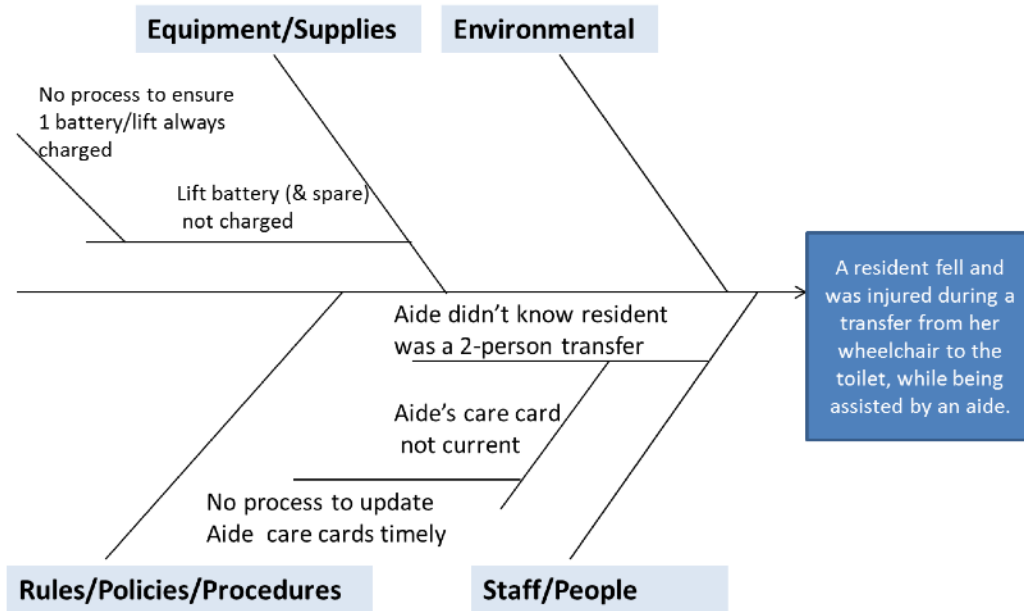 Equipment/Supplies
Environmental
No process to ensure
1 battery/lift always
charged
Lift battery (& spare)
not charged
A resident fell and
was injured during a
transfer from her
wheelchair to the
toilet, while being
assisted by an aide.
Aide didn't know resident
was a 2-person transfer
Aide's care card
not current
No process to update
Aide care cards timely
Rules/Policies/Procedures
Staff/People